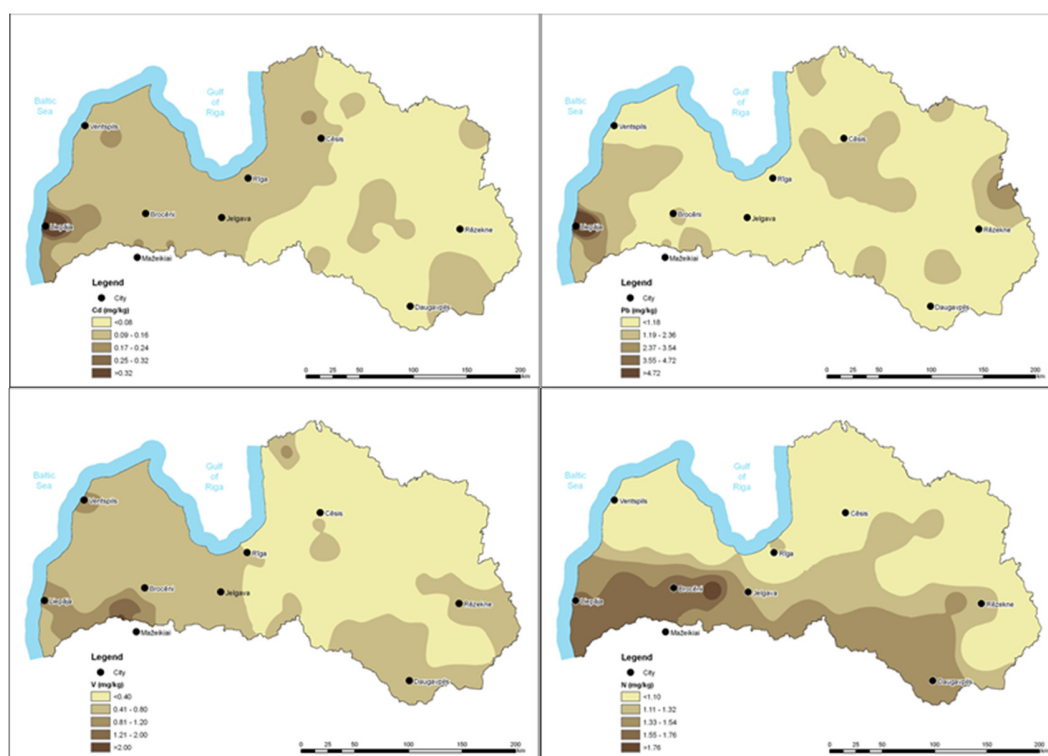 Baltic
Sea
Gulf
of
Riga
Ventspils
Cēsis
Rīga
Liepāja
Brocēni
Jelgava
Rēzekne
Mažeikiai
Daugavpils
Legend
City
Cd (mg/kg)
<0.08
0.09 - 0.16
0.17 - 0.24
0.25 - 0.32
>0.32
0 25 50 100 150 200
km
Baltic
Sea
Gulf
of
Riga
Ventspils
Cēsis
Rīga
Liepāja
Brocēni
Jelgava
Rēzekne
Mažeikiai
Daugavpils
Legend
City
Pb (mg/kg)
<1.18
1.19 - 2.36
2.37 - 3.54
3.55 - 4.72
>4.72
0 25 50 100 150 200
km
Baltic
Sea
Gulf
of
Riga
Ventspils
Cēsis
Rīga
Liepāja
Brocēni
Jelgava
Rēzekne
Mažeikiai
Daugavpils
Legend
City
V (mg/kg)
<0.40
0.41 - 0.80
0.81 - 1.20
1.21 - 2.00
>2.00
0 25 50 100 150 200
km
Baltic
Sea
Gulf
of
Riga
Ventspils
Cēsis
Rīga
Liepāja
Brocēni
Jelgava
Rēzekne
Mažeikiai
Daugavpils
Legend
City
N (mg/kg)
<1.10
1.11 - 1.32
1.33 - 1.54
1.55 - 1.76
>1.76
0 25 50 100 150 200
km